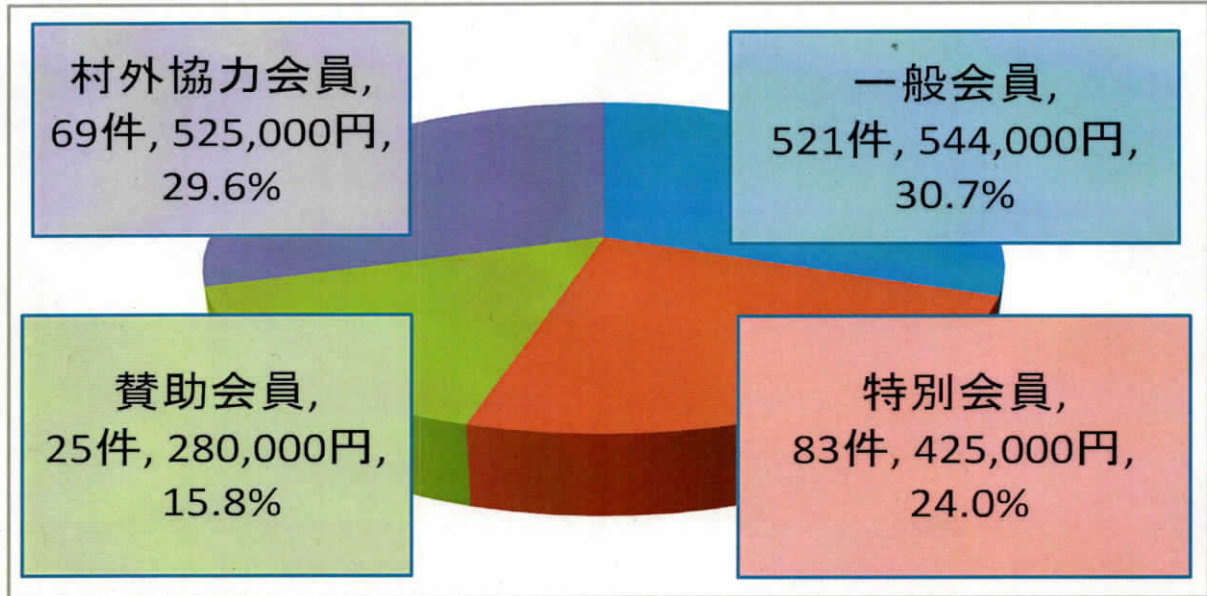 村外協力会員,
69件, 525,000円,
29.6%
一般会員,
521件, 544,000円,
30.7%
賛助会員,
25件, 280,000円,
15.8%
特別会員,
83件, 425,000円,
24.0%